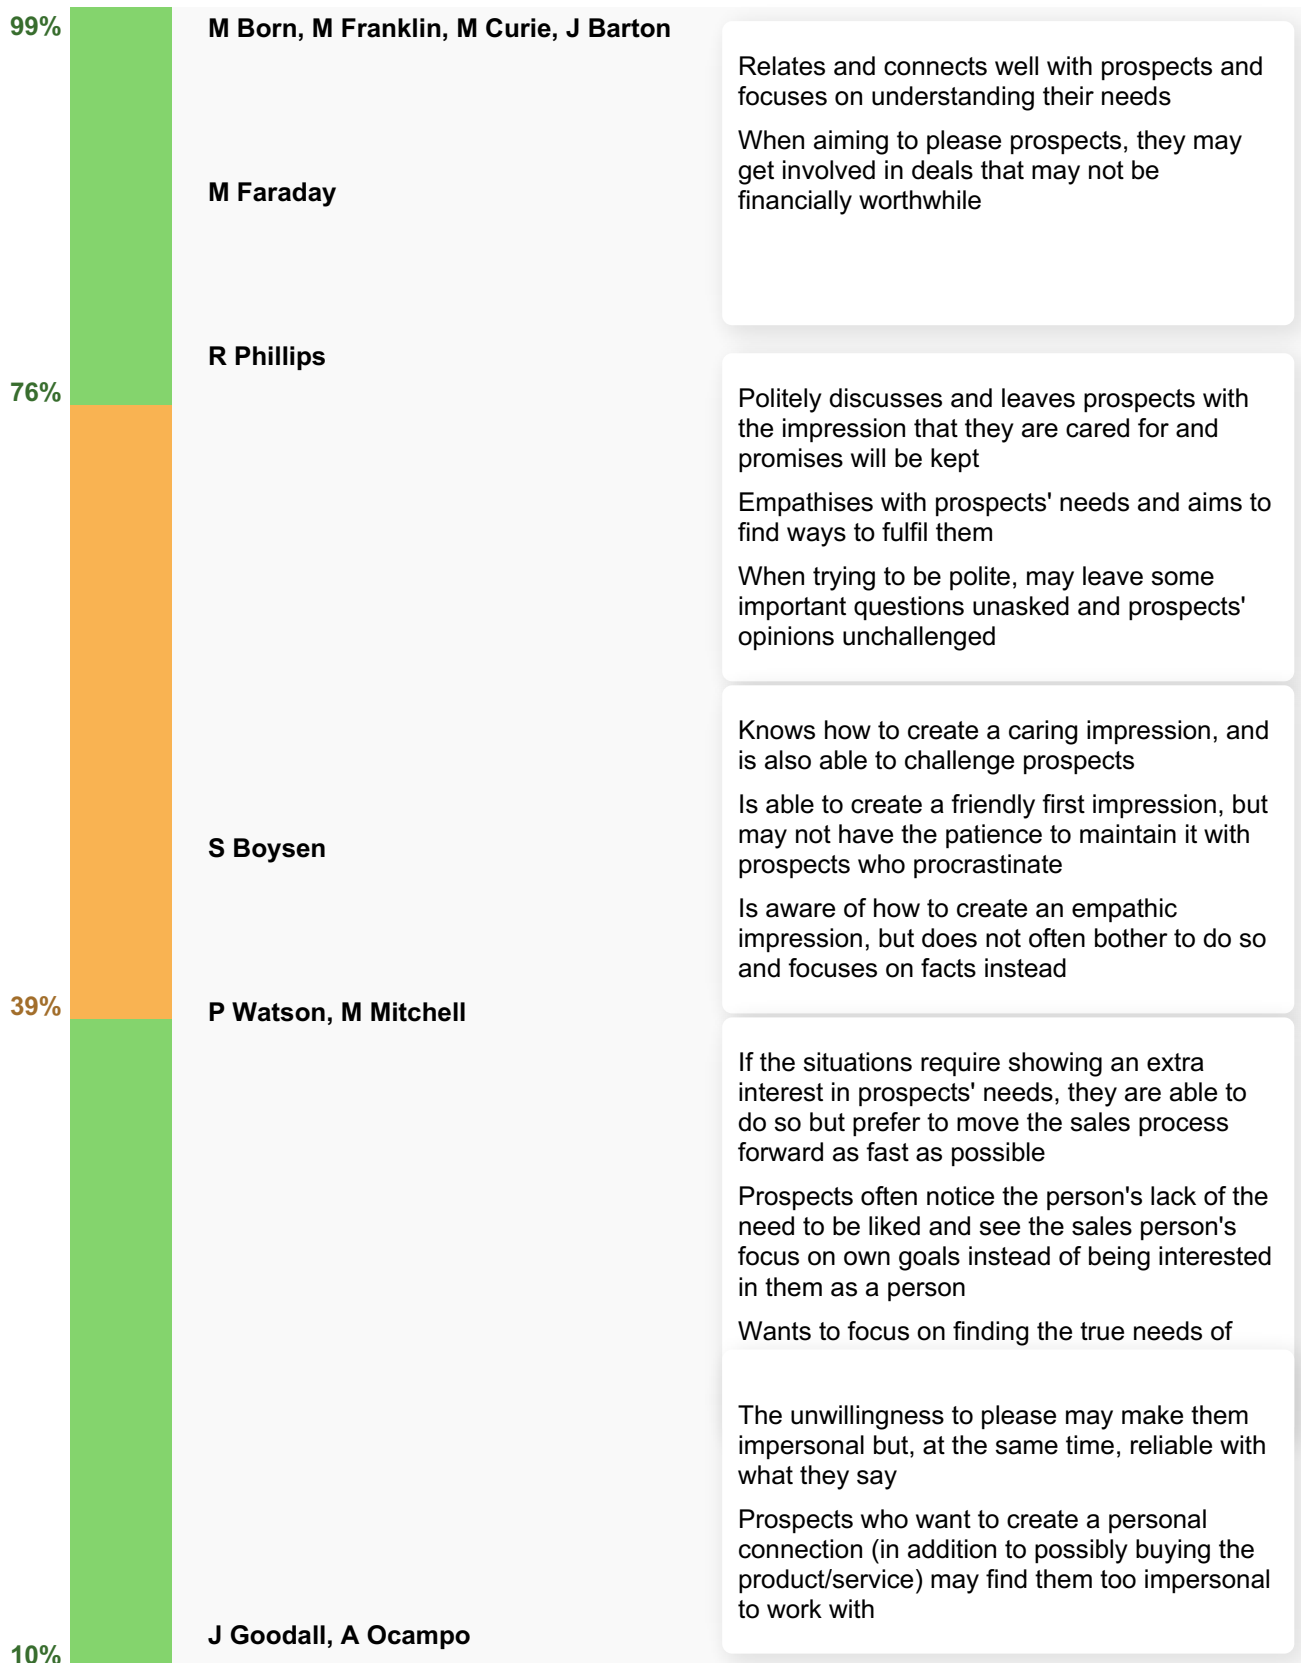 99%
M Born, M Franklin, M Curie, J Barton
Relates and connects well with prospects and
focuses on understanding their needs
When aiming to please prospects, they may
get involved in deals that may not be
financially worthwhile
M Faraday
R Phillips
76%
Politely discusses and leaves prospects with
the impression that they are cared for and
promises will be kept
Empathises with prospects' needs and aims to
find ways to fulfil them
When trying to be polite, may leave some
important questions unasked and prospects'
opinions unchallenged
Knows how to create a caring impression, and
is also able to challenge prospects
Is able to create a friendly first impression, but
may not have the patience to maintain it with
prospects who procrastinate
Is aware of how to create an empathic
impression, but does not often bother to do so
and focuses on facts instead
S Boysen
39%
P Watson, M Mitchell
If the situations require showing an extra
interest in prospects' needs, they are able to
do so but prefer to move the sales process
forward as fast as possible
Prospects often notice the person's lack of the
need to be liked and see the sales person's
focus on own goals instead of being interested
in them as a person
Wants to focus on finding the true needs of
The unwillingness to please may make them
impersonal but, at the same time, reliable with
what they say
Prospects who want to create a personal
connection (in addition to possibly buying the
product/service) may find them too impersonal
to work with
J Goodall, A Ocampo
10%